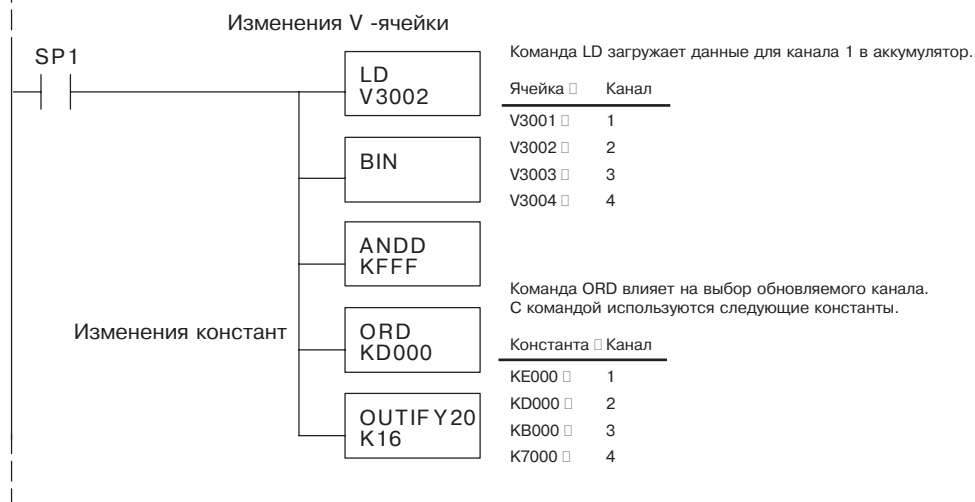 Изменения V -ячейки
SP1
LD
V3002
BIN
ANDD
KFFF
Изменения констант
ORD
KD000
OUTIF Y20
K16
Команда LD загружает данные для канала 1 в аккумулятор.
Ячейка □ Канал
V3001 □ 1
V3002 □ 2
V3003 □ 3
V3004 □ 4
Команда ORD влияет на выбор обновляемого канала.
С командой используются следующие константы.
Константа □ Канал
KE000 □ 1
KD000 □ 2
KB000 □ 3
K7000 □ 4